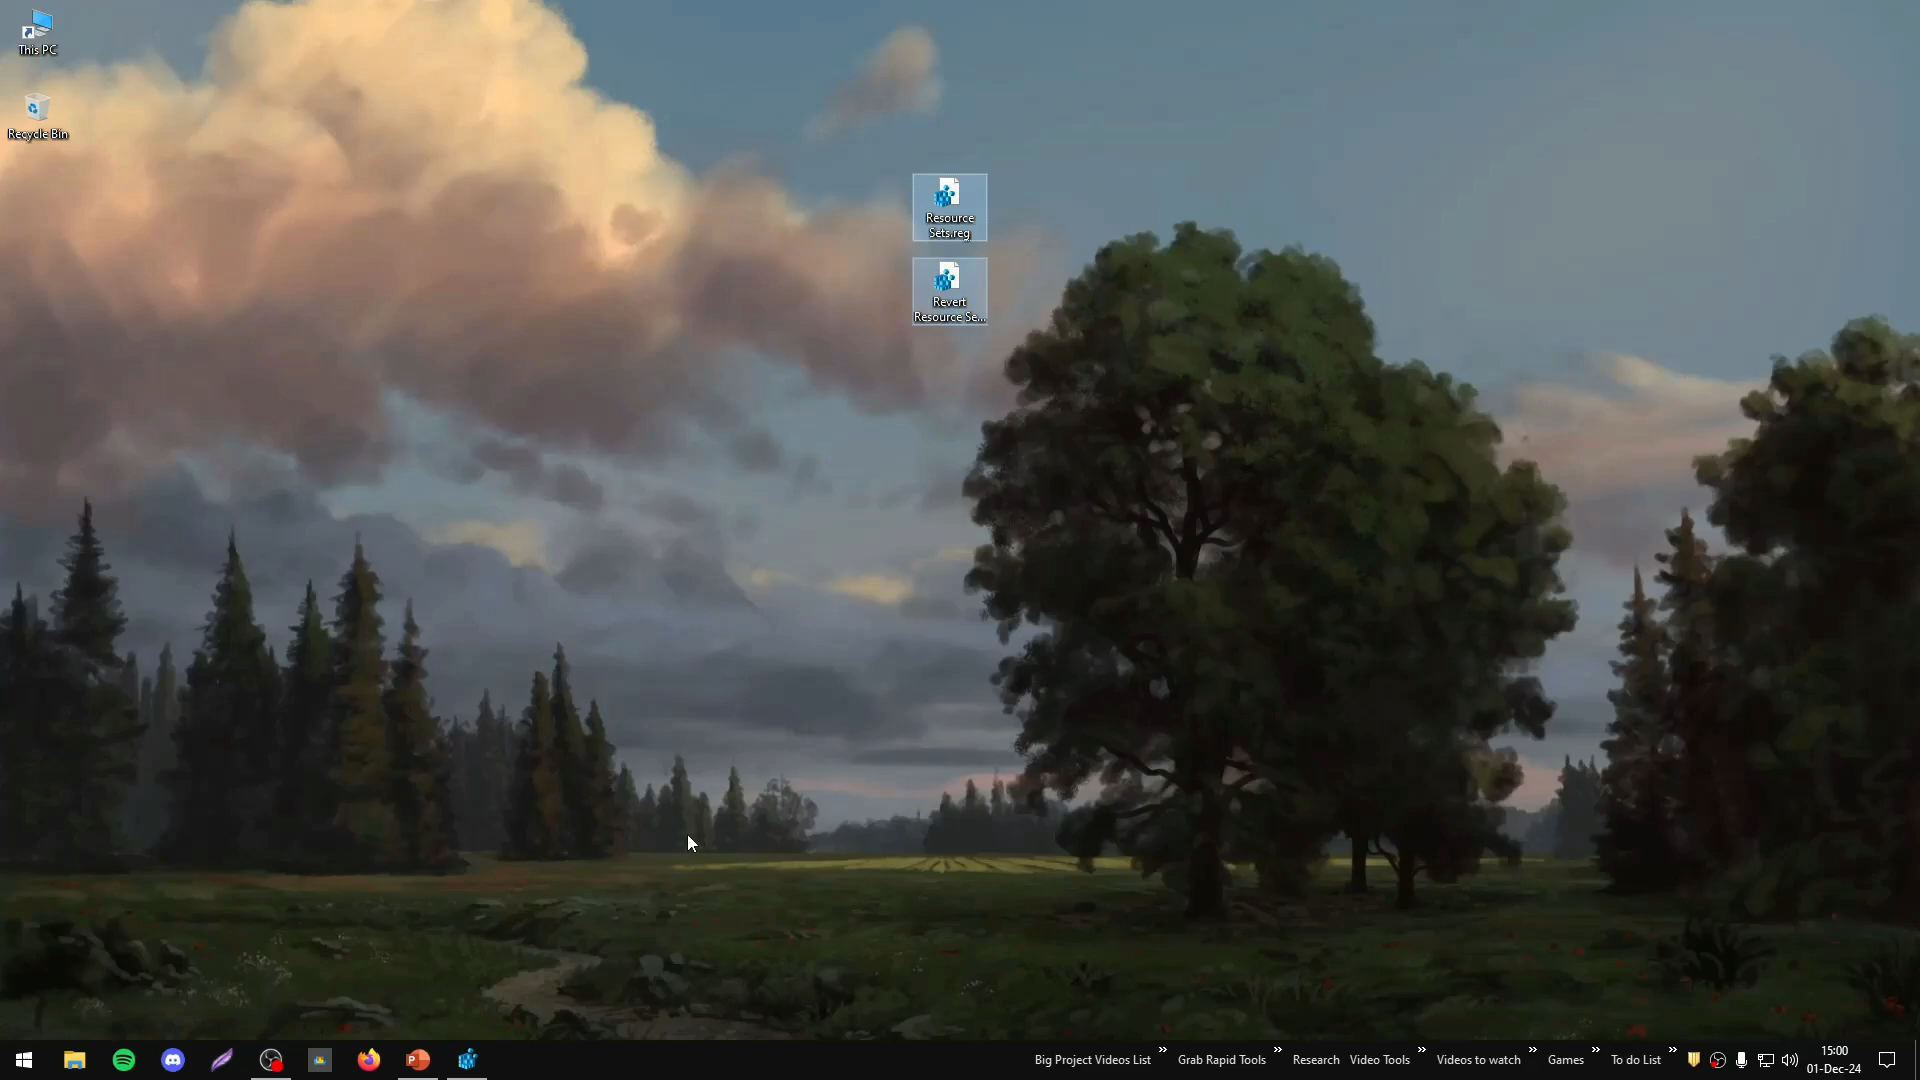 This PC
Recycle Bin
Resource
Sets.reg
Revert
Resource Se...
Big Project Videos List
Grab Rapid Tools
Research
Video Tools
Videos to watch
Games
To do List
15:00
01-Dec-24